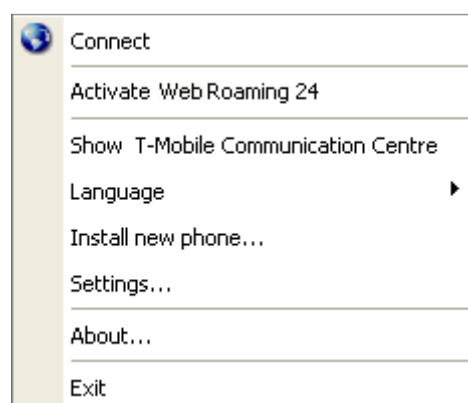 Connect
Activate Web Roaming 24
Show T-Mobile Communication Centre
Language
Install new phone...
Settings...
About...
Exit